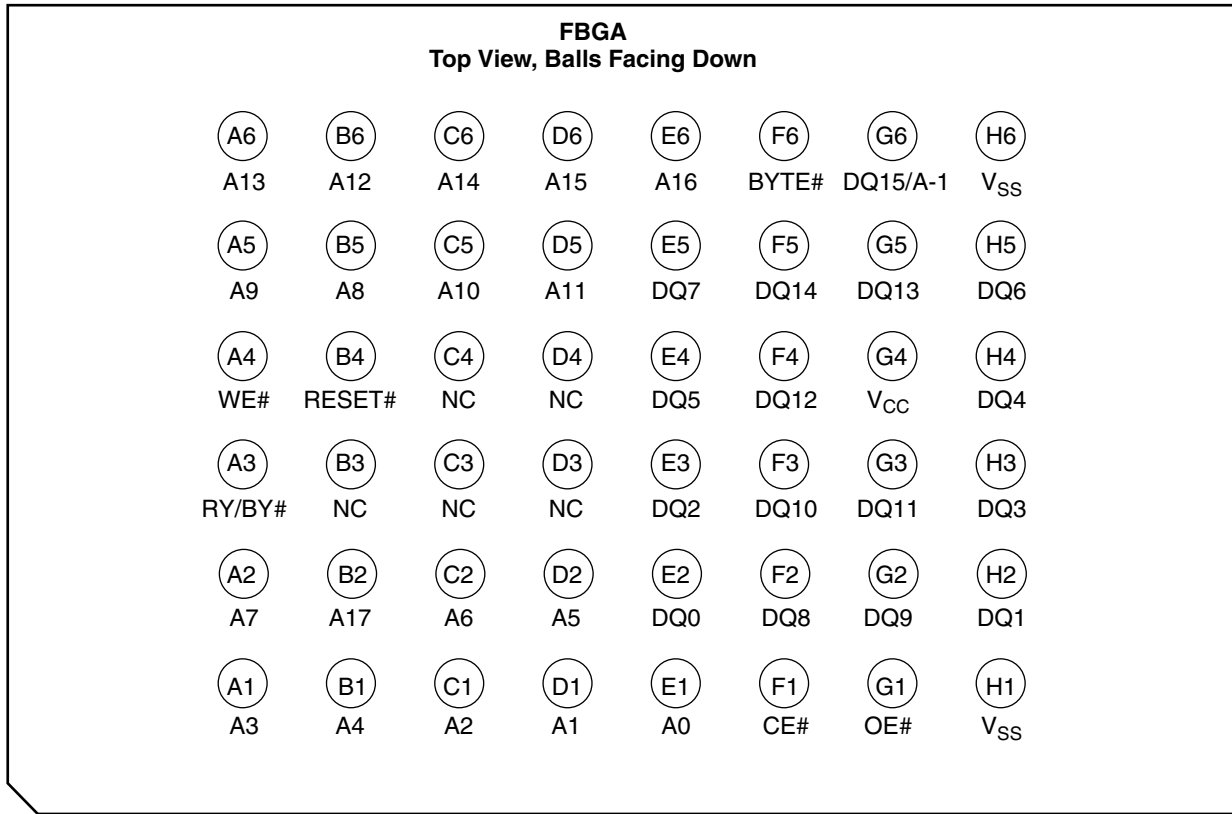 FBGA
Top View, Balls Facing Down
A6 B6 C6 D6 E6 F6 G6 H6
A13 A12 A14 A15 A16 BYTE# DQ15/A-1 VSS
A5 B5 C5 D5 E5 F5 G5 H5
A9 A8 A10 A11 DQ7 DQ14 DQ13 DQ6
A4 B4 C4 D4 E4 F4 G4 H4
WE# RESET# NC NC DQ5 DQ12 VCC DQ4
A3 B3 C3 D3 E3 F3 G3 H3
RY/BY# NC NC NC DQ2 DQ10 DQ11 DQ3
A2 B2 C2 D2 E2 F2 G2 H2
A7 A17 A6 A5 DQ0 DQ8 DQ9 DQ1
A1 B1 C1 D1 E1 F1 G1 H1
A3 A4 A2 A1 A0 CE# OE# VSS